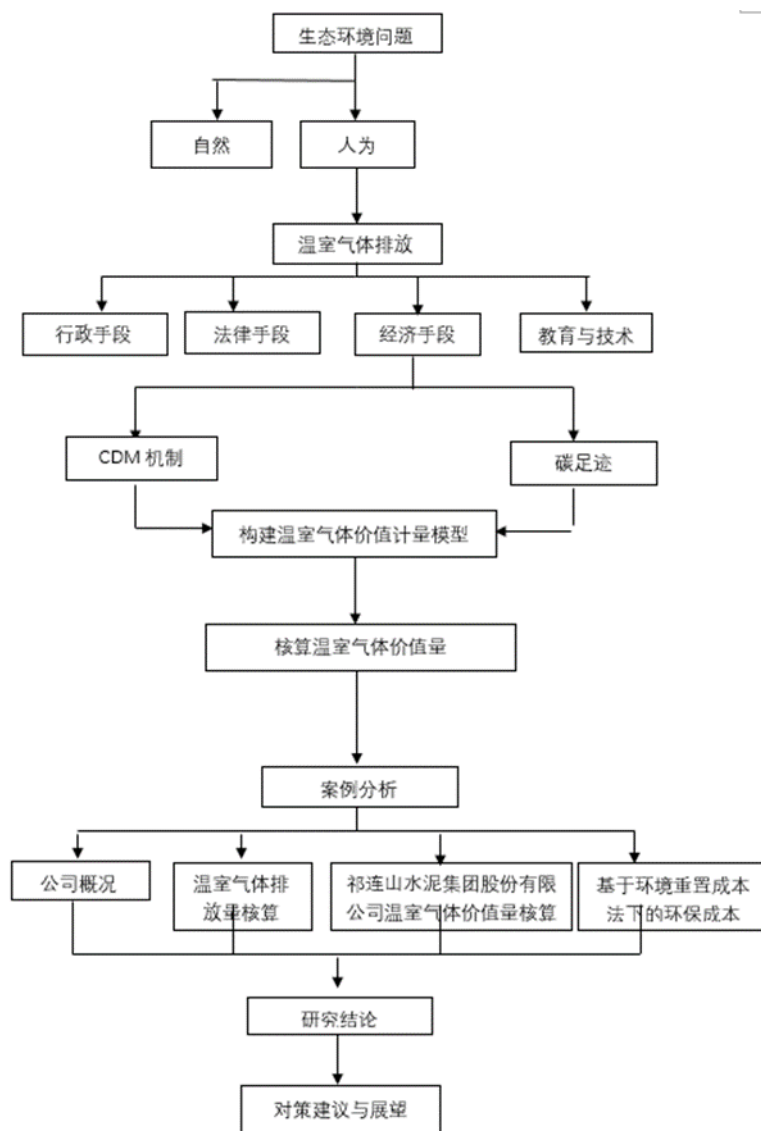 生态环境问题
自然
人为
温室气体排放
行政手段
法律手段
经济手段
教育与技术
CDM 机制
碳足迹
构建温室气体价值计量模型
核算温室气体价值量
案例分析
公司概况
温室气体排
放量核算
祁连山水泥集团股份有限
公司温室气体价值量核算
基于环境重置成本
法下的环保成本
研究结论
对策建议与展望